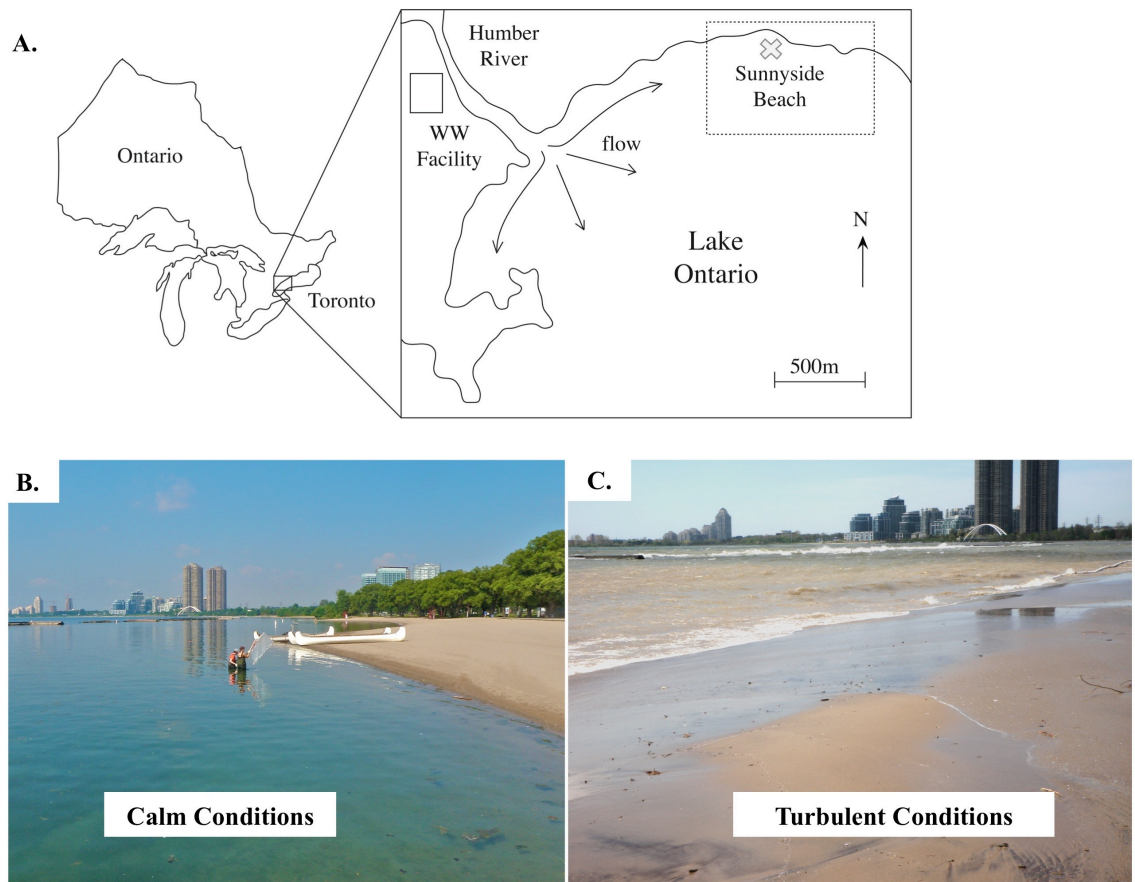 A.
Ontario
Toronto
Humber
River
WW
Facility
flow
Sunnyside
Beach
N
Lake
Ontario
500m
B.
Calm Conditions
C.
Turbulent Conditions